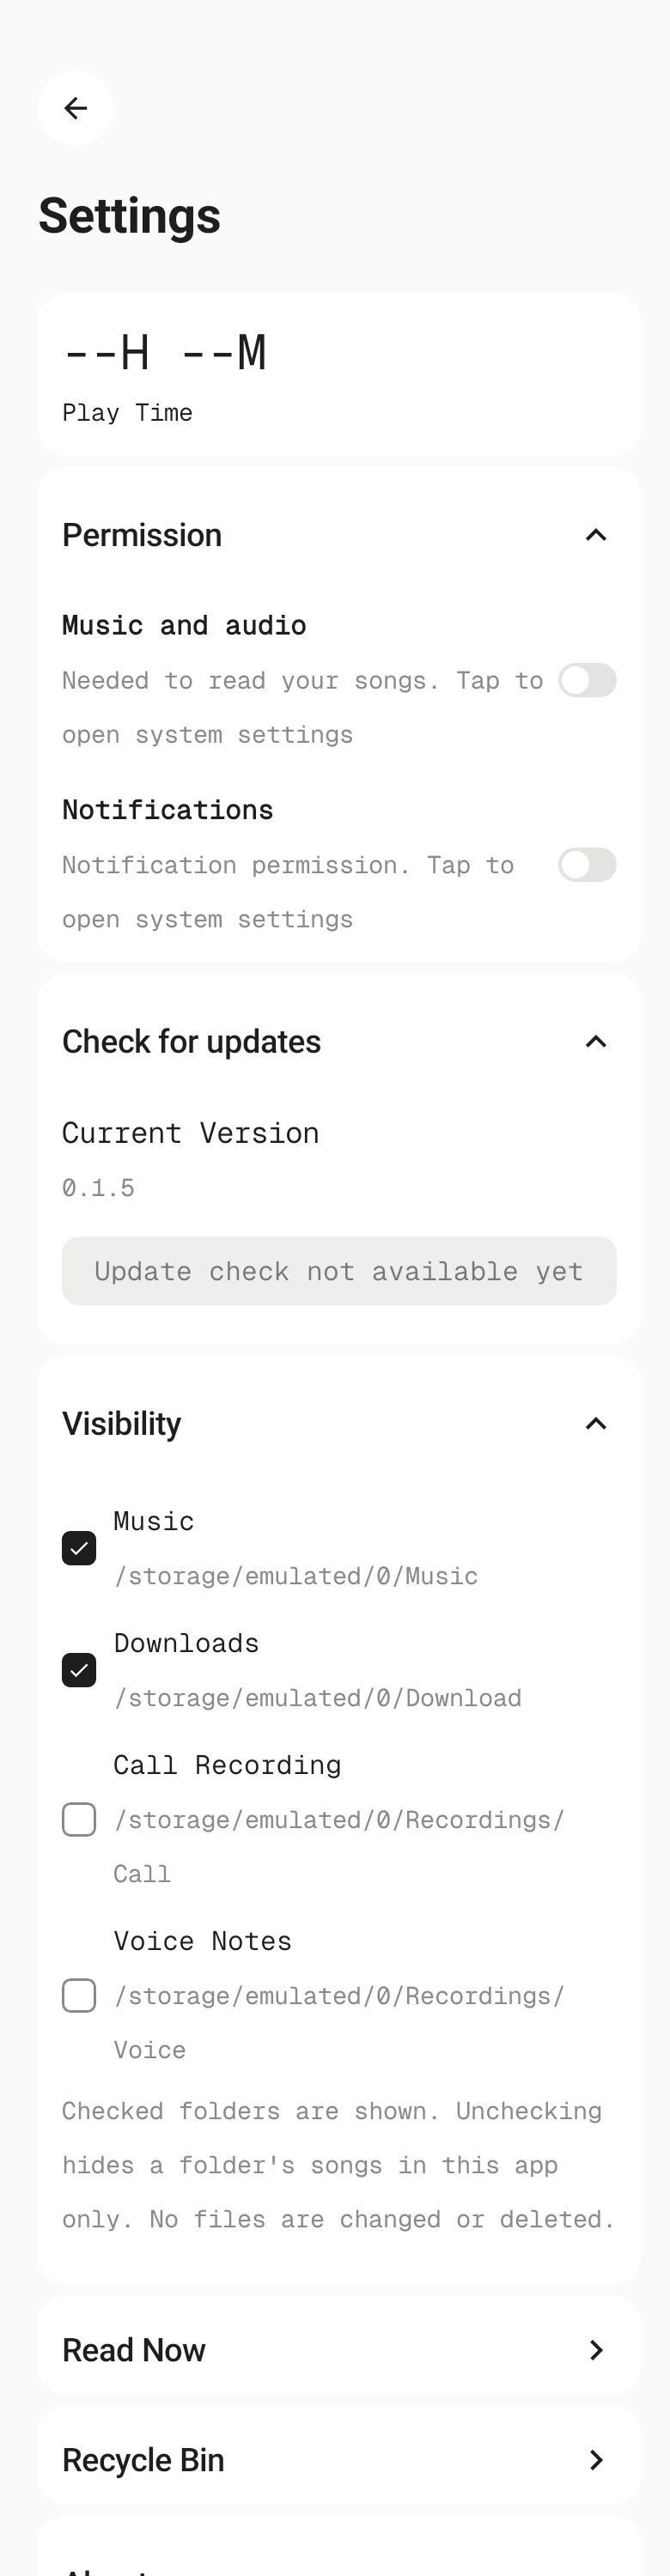 Settings
--H --M
Play Time
Permission
Music and audio
Needed to read your songs. Tap to
open system settings
Notifications
Notification permission. Tap to
open system settings
Check for updates
Current Version
0.1.5
Update check not available yet
Visibility
Music
/storage/emulated/0/Music
Downloads
/storage/emulated/0/Download
Call Recording
/storage/emulated/0/Recordings/
Call
Voice Notes
/storage/emulated/0/Recordings/
Voice
Checked folders are shown. Unchecking
hides a folder's songs in this app
only. No files are changed or deleted.
Read Now
Recycle Bin